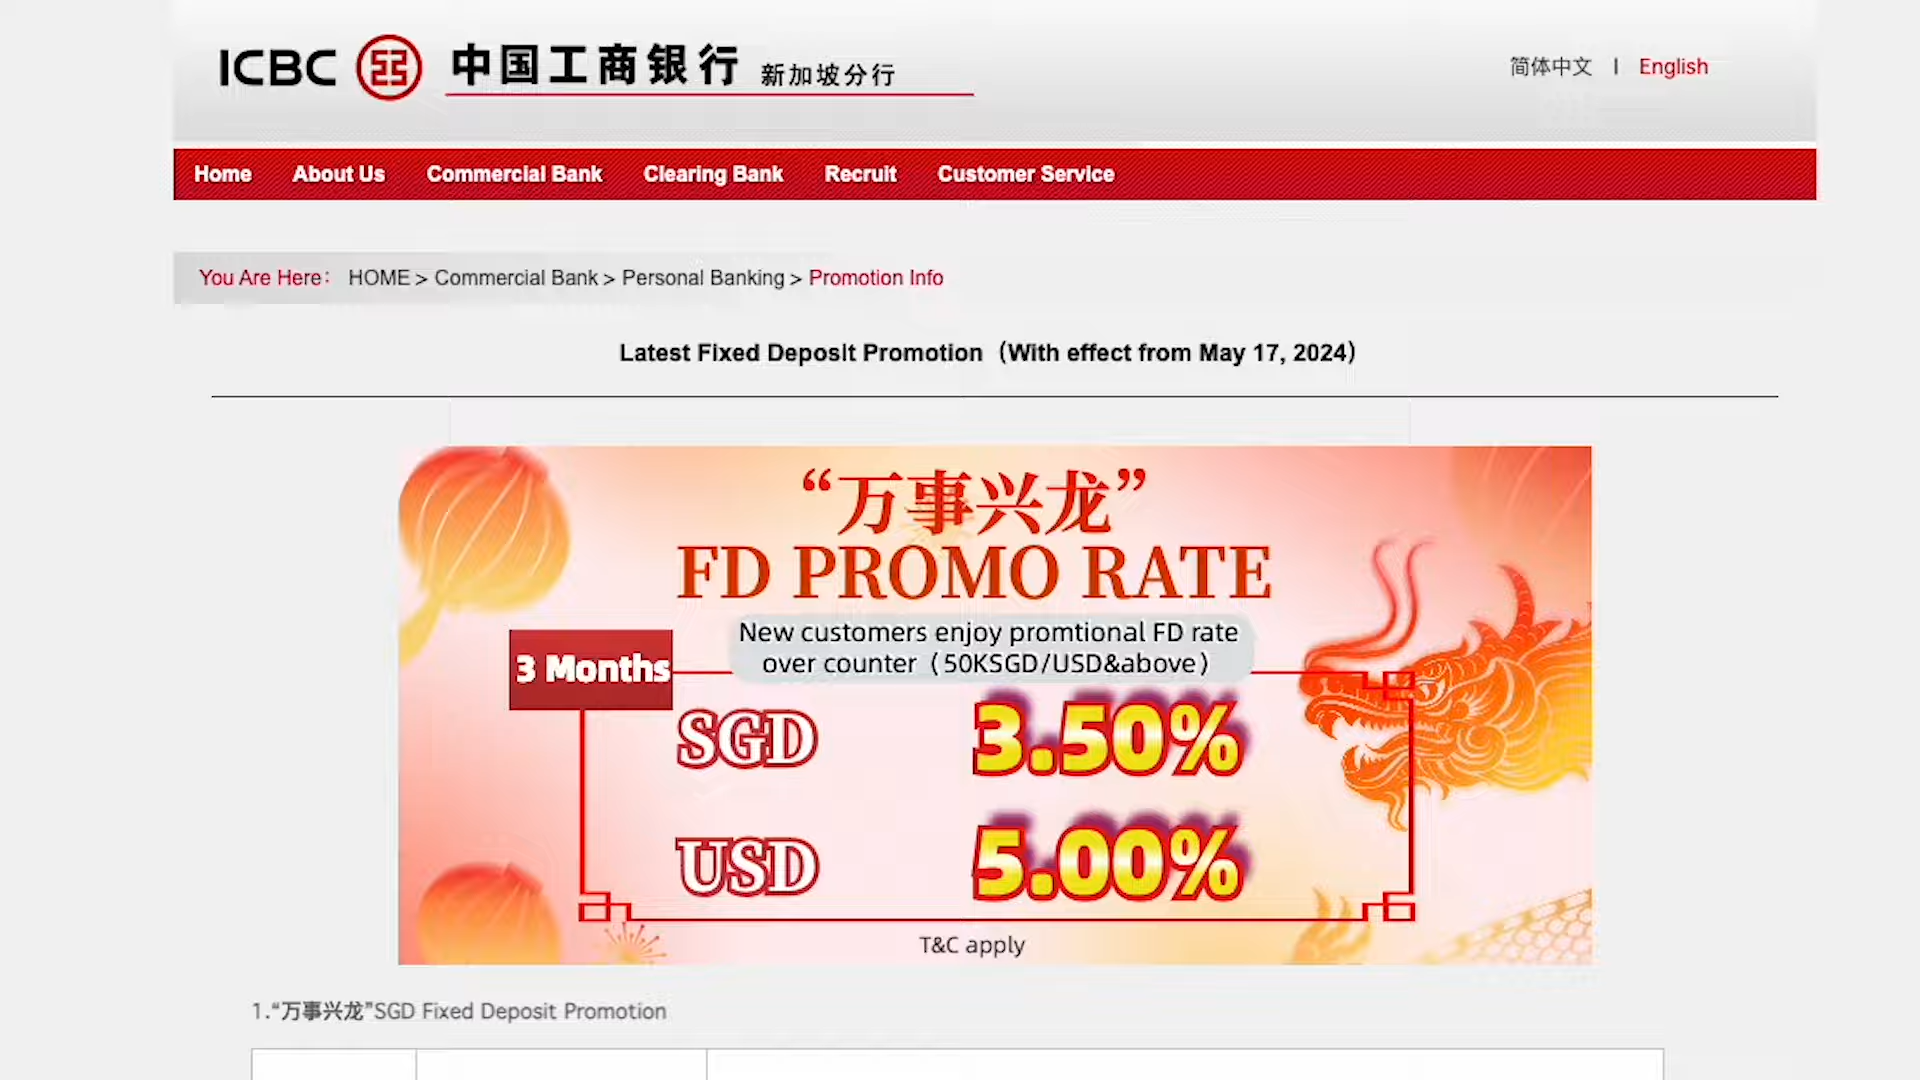 ICBC 中国工商银行 新加坡分行
简体中文 | English
Home About Us Commercial Bank Clearing Bank Recruit Customer Service
You Are Here： HOME > Commercial Bank > Personal Banking > Promotion Info
Latest Fixed Deposit Promotion（With effect from May 17, 2024）
“万事兴龙”
FD PROMO RATE
New customers enjoy promtional FD rate
over counter（50KSGD/USD&above）
3 Months
SGD 3.50%
USD 5.00%
T&C apply
1.“万事兴龙”SGD Fixed Deposit Promotion